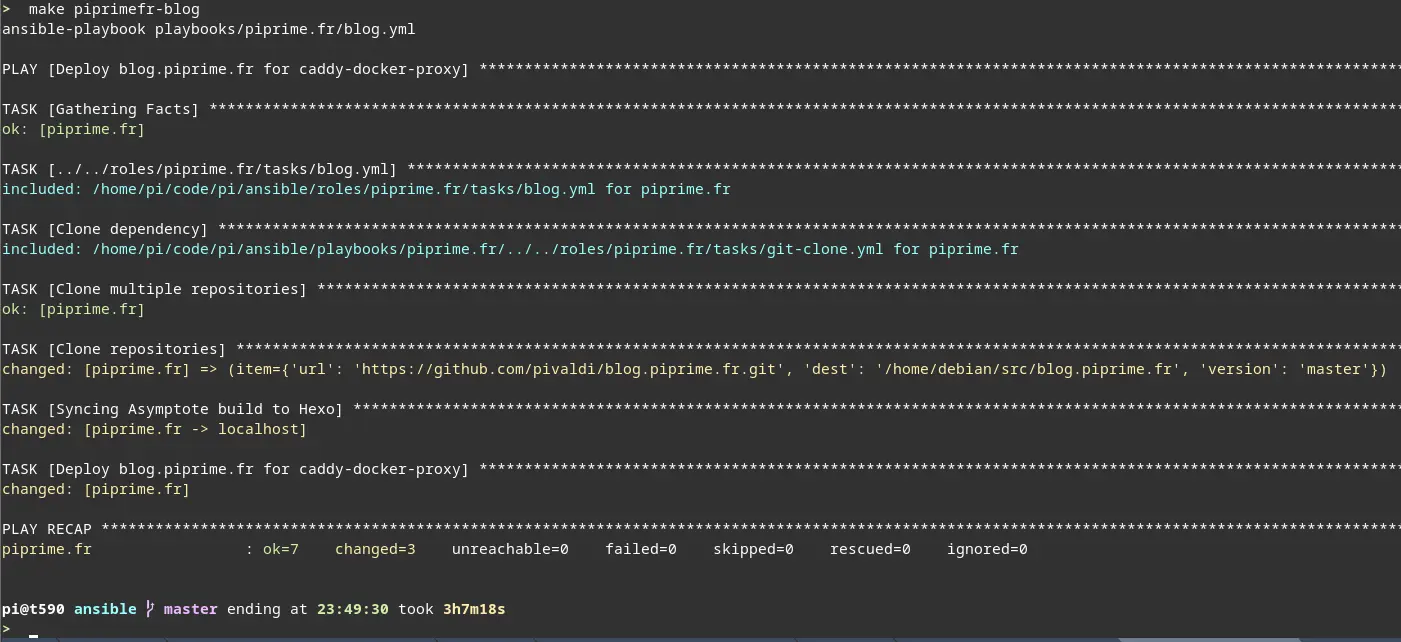 > make piprimefr-blog
ansible-playbook playbooks/piprime.fr/blog.yml
PLAY [Deploy blog.piprime.fr for caddy-docker-proxy] *******************************************************************************************************
TASK [Gathering Facts] *************************************************************************************************************************************
ok: [piprime.fr]
TASK [../../roles/piprime.fr/tasks/blog.yml] ***************************************************************************************************************
included: /home/pi/code/pi/ansible/roles/piprime.fr/tasks/blog.yml for piprime.fr
TASK [Clone dependency] ************************************************************************************************************************************
included: /home/pi/code/pi/ansible/playbooks/piprime.fr/../../roles/piprime.fr/tasks/git-clone.yml for piprime.fr
TASK [Clone multiple repositories] *************************************************************************************************************************
ok: [piprime.fr]
TASK [Clone repositories] **********************************************************************************************************************************
changed: [piprime.fr] => (item={'url': 'https://github.com/pivaldi/blog.piprime.fr.git', 'dest': '/home/debian/src/blog.piprime.fr', 'version': 'master'})
TASK [Syncing Asymptote build to Hexo] *********************************************************************************************************************
changed: [piprime.fr -> localhost]
TASK [Deploy blog.piprime.fr for caddy-docker-proxy] *******************************************************************************************************
changed: [piprime.fr]
PLAY RECAP *************************************************************************************************************************************************
piprime.fr : ok=7 changed=3 unreachable=0 failed=0 skipped=0 rescued=0 ignored=0
pi@t590 ansible master ending at 23:49:30 took 3h7m18s
>